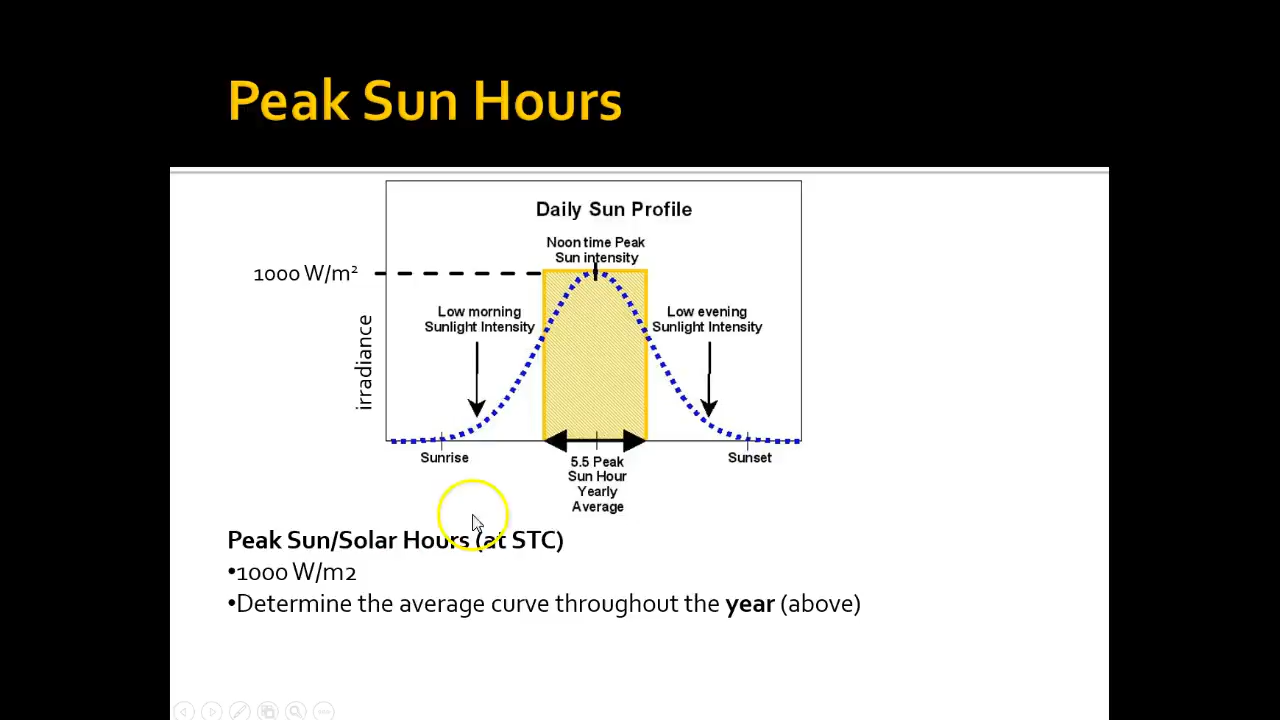 Peak Sun Hours
Daily Sun Profile
Noon time Peak
Sun intensity
1000 W/m²
Low morning
Sunlight Intensity
Low evening
Sunlight Intensity
irradiance
Sunrise
Sunset
5.5 Peak
Sun Hour
Yearly
Average
Peak Sun/Solar Hours (at STC)
•1000 W/m2
•Determine the average curve throughout the year (above)